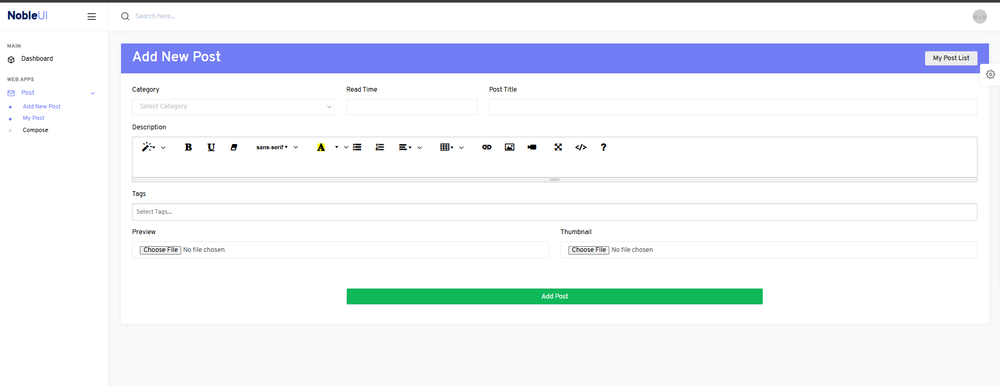 NobleUI
Search here...
30 x 30
MAIN
Dashboard
WEB APPS
Post
Add New Post
My Post
Compose
Add New Post
My Post List
Category
Read Time
Post Title
Select Category
Description
B U sans-serif A </> ?
Tags
Select Tags...
Preview
Thumbnail
Choose File No file chosen
Choose File No file chosen
Add Post